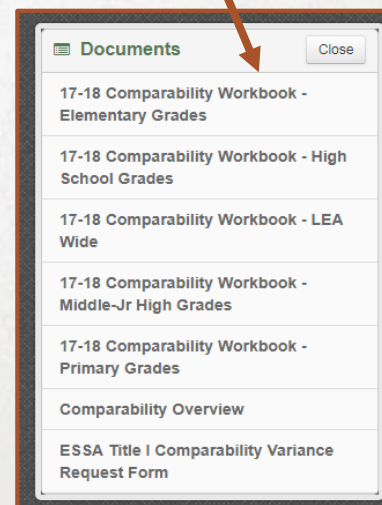 Documents
Close
17-18 Comparability Workbook -
Elementary Grades
17-18 Comparability Workbook - High
School Grades
17-18 Comparability Workbook - LEA
Wide
17-18 Comparability Workbook -
Middle-Jr High Grades
17-18 Comparability Workbook -
Primary Grades
Comparability Overview
ESSA Title I Comparability Variance
Request Form